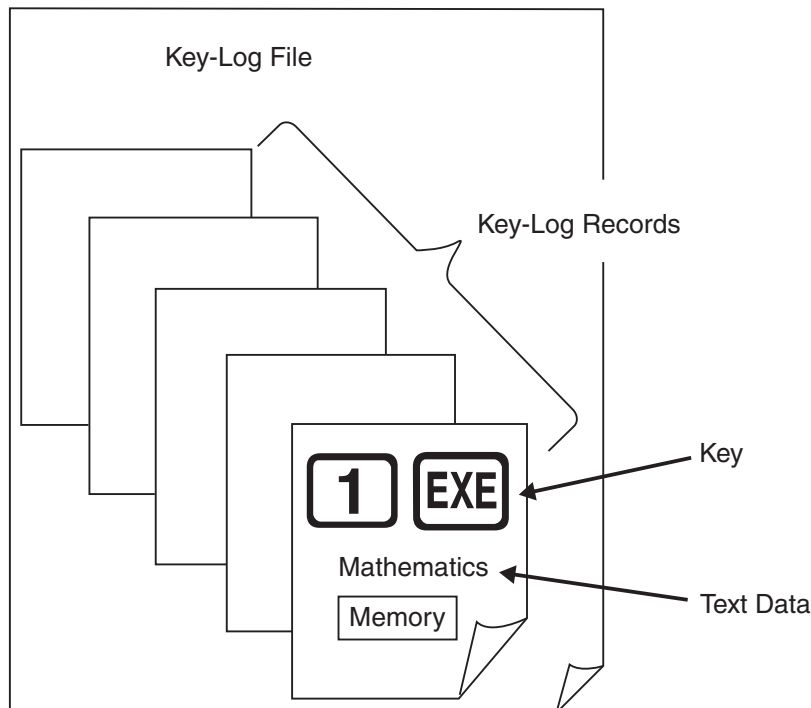 Key-Log File
Key-Log Records
1 EXE
Key
Mathematics
Memory
Text Data